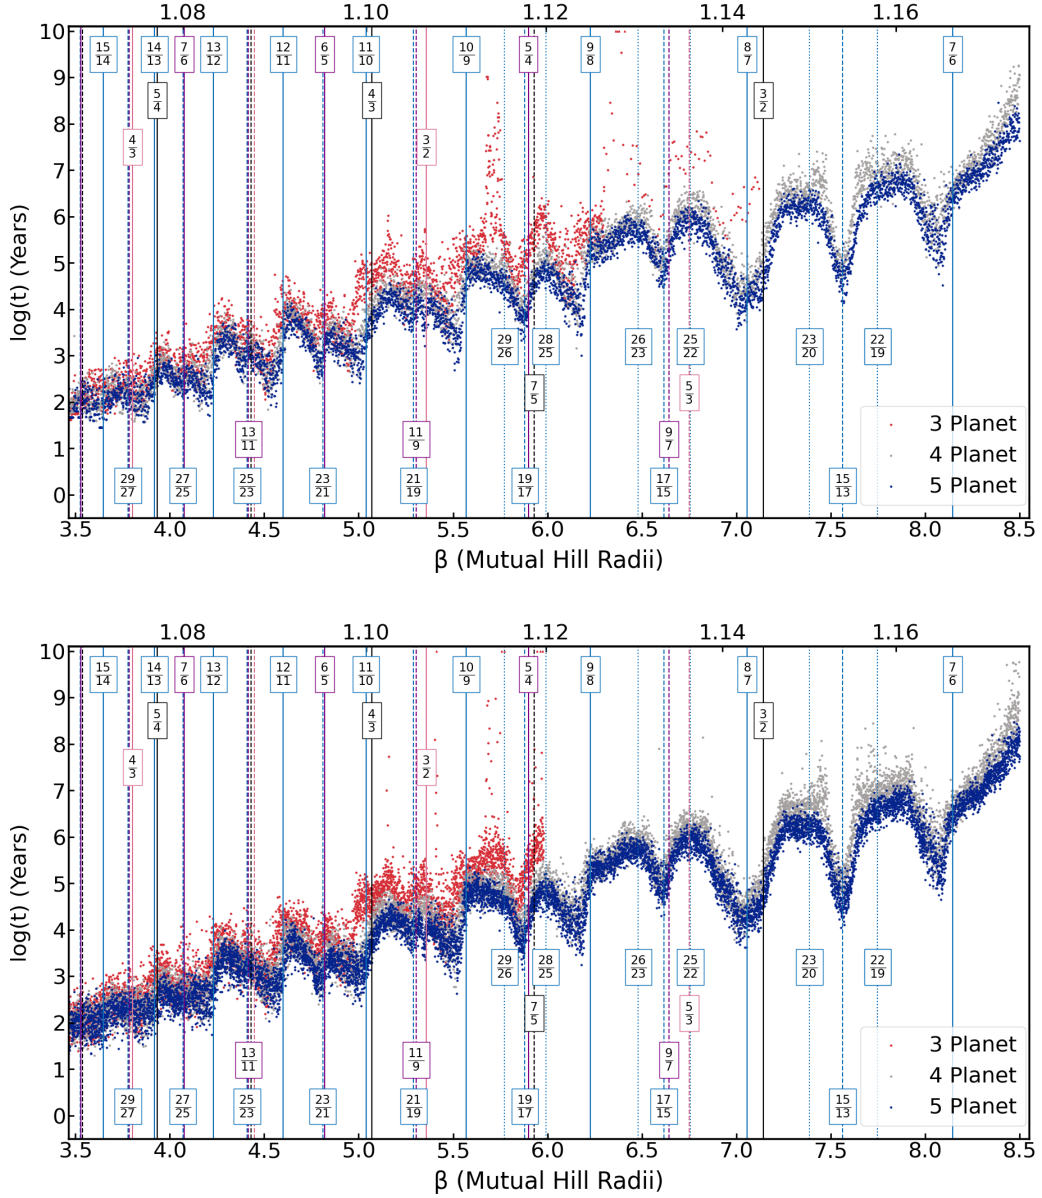 1.08 1.10 1.12 1.14 1.16
10
9
8
7
6
5
4
3
2
1
0
log(t) (Years)
15/14 14/13 7/6 13/12 12/11 6/5 11/10 10/9 5/4 9/8 8/7 7/6
5/4 4/3 3/2
4/3 3/2
29/26 28/25 26/23 25/22 23/20 22/19
7/5 5/3
13/11 11/9 9/7
29/27 27/25 25/23 23/21 21/19 19/17 17/15 15/13
3 Planet
4 Planet
5 Planet
3.5 4.0 4.5 5.0 5.5 6.0 6.5 7.0 7.5 8.0 8.5
β (Mutual Hill Radii)
1.08 1.10 1.12 1.14 1.16
10
9
8
7
6
5
4
3
2
1
0
log(t) (Years)
15/14 14/13 7/6 13/12 12/11 6/5 11/10 10/9 5/4 9/8 8/7 7/6
5/4 4/3 3/2
4/3 3/2
29/26 28/25 26/23 25/22 23/20 22/19
7/5 5/3
13/11 11/9 9/7
29/27 27/25 25/23 23/21 21/19 19/17 17/15 15/13
3 Planet
4 Planet
5 Planet
3.5 4.0 4.5 5.0 5.5 6.0 6.5 7.0 7.5 8.0 8.5
β (Mutual Hill Radii)